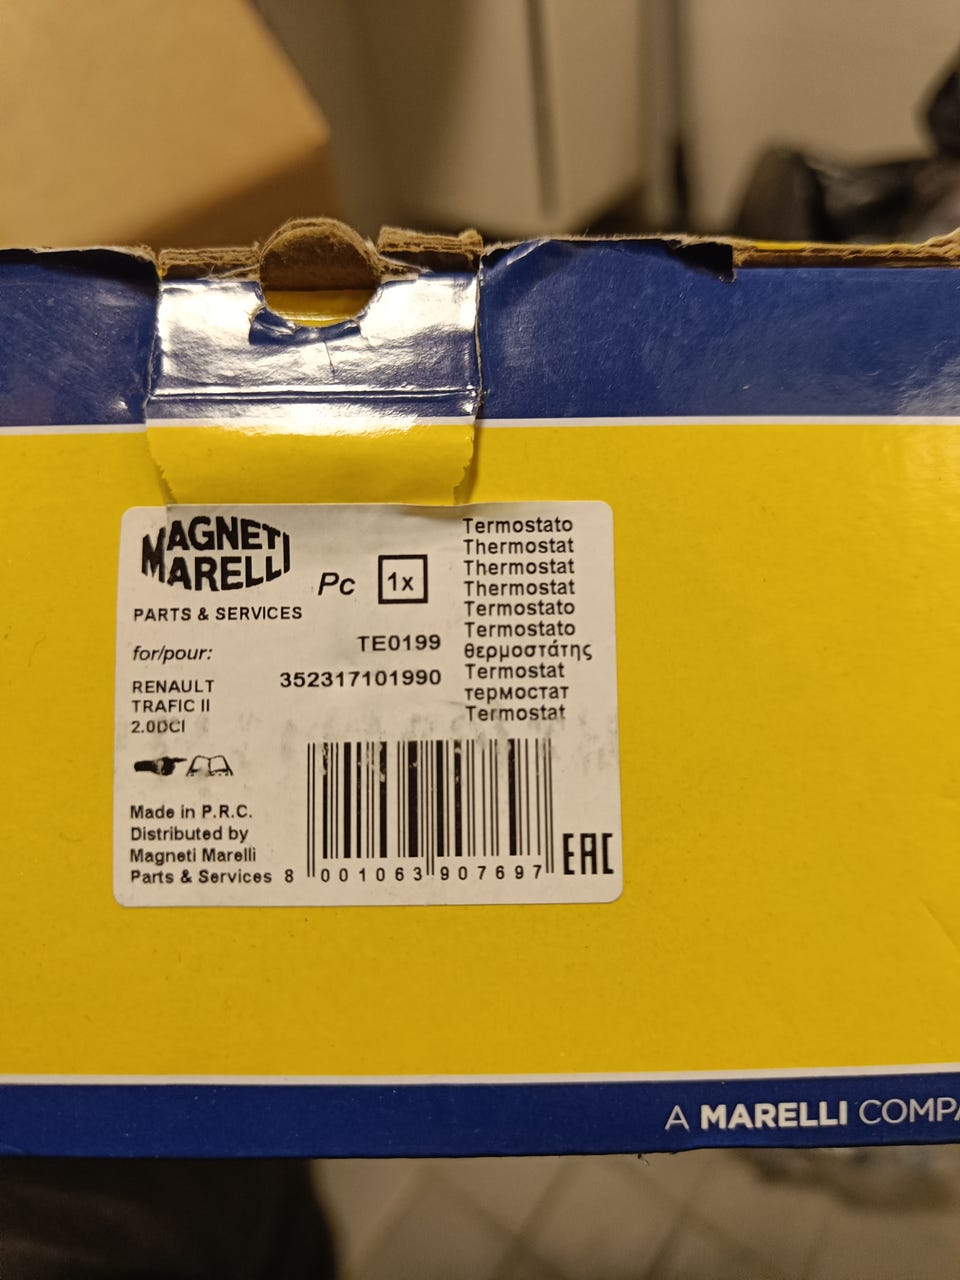 MAGNETI
MARELLI
PARTS & SERVICES
Pc 1x
for/pour:
RENAULT
TRAFIC II
2.0DCI
TE0199
352317101990
Termostato
Thermostat
Thermostat
Thermostat
Termostato
Termostato
θερμοστάτης
Termostat
термостат
Termostat
Made in P.R.C.
Distributed by
Magneti Marelli
Parts & Services
8 001063 907697
EAC
A MARELLI COMPA